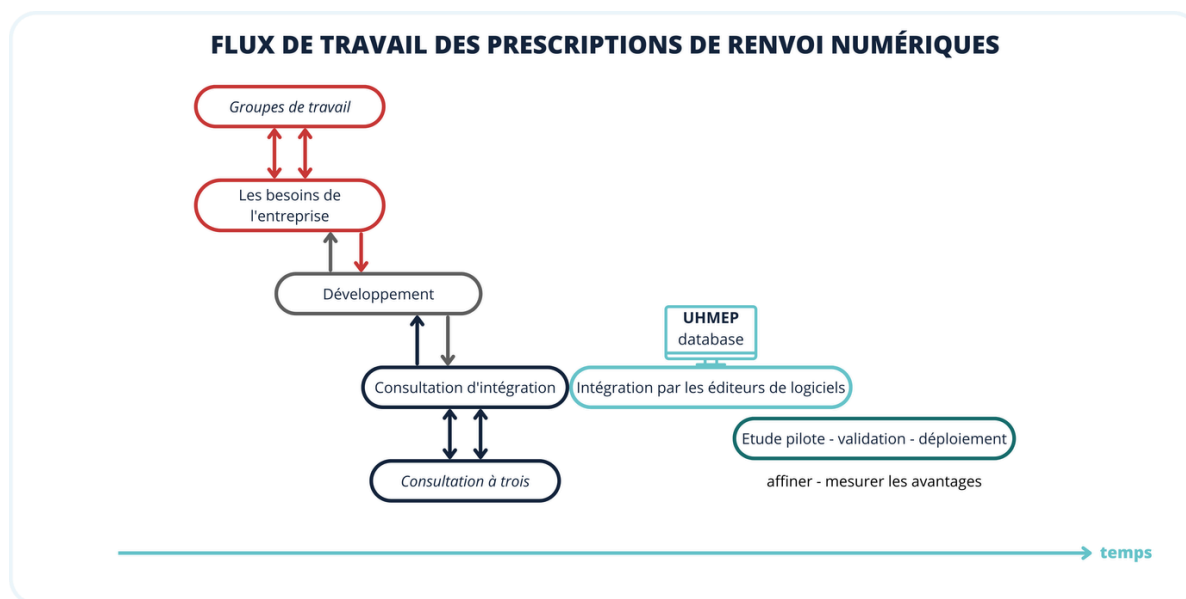 FLUX DE TRAVAIL DES PRESCRIPTIONS DE RENVOI NUMÉRIQUES
Groupes de travail
Les besoins de
l'entreprise
Développement
UHMEP
database
Consultation d'intégration
Intégration par les éditeurs de logiciels
Etude pilote - validation - déploiement
Consultation à trois
affiner - mesurer les avantages
temps